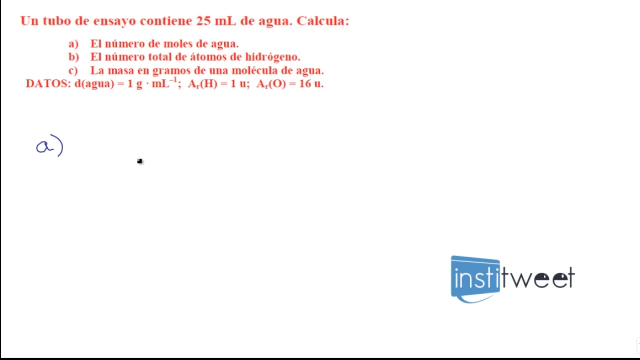 Un tubo de ensayo contiene 25 mL de agua. Calcula:
a) El número de moles de agua.
b) El número total de átomos de hidrógeno.
c) La masa en gramos de una molécula de agua.
DATOS: d(agua) = 1 g · mL⁻¹; Aᵣ(H) = 1 u; Aᵣ(O) = 16 u.
a)
institweet